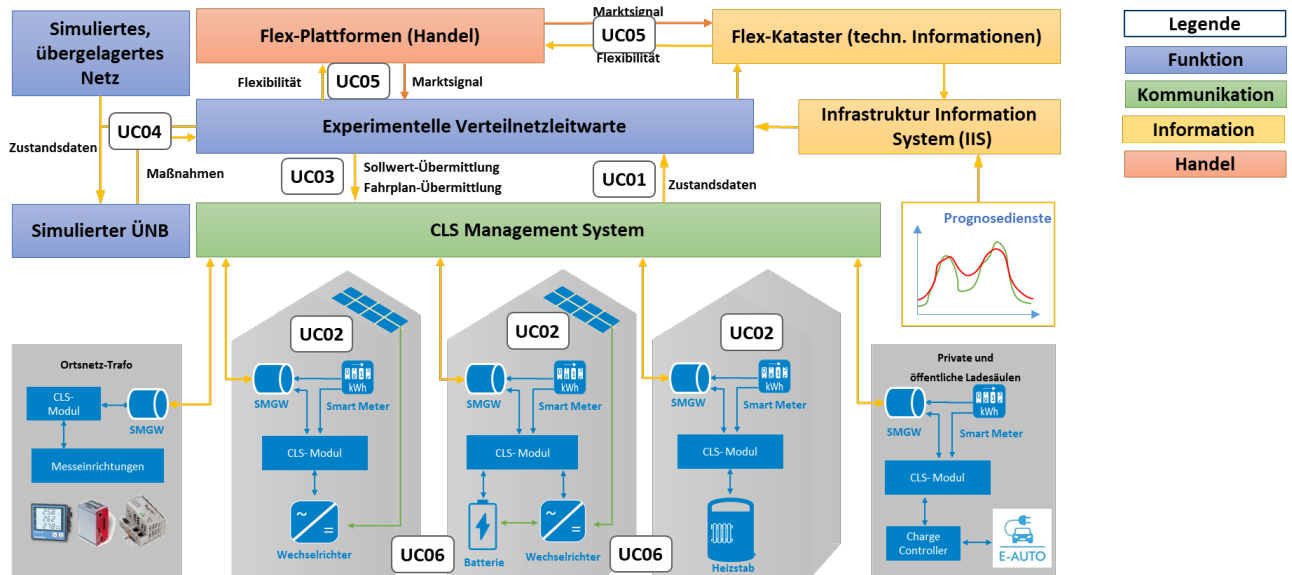 Simuliertes,
übergelagertes
Netz
Flex-Plattformen (Handel)
Marktsignal
UC05
Flexibilität
Flex-Kataster (techn. Informationen)
Legende
Funktion
Kommunikation
Information
Handel
Flexibilität
UC05
Marktsignal
UC04
Experimentelle Verteilnetzleitwarte
Infrastruktur Information
System (IIS)
Zustandsdaten
Maßnahmen
UC03
Sollwert-Übermittlung
Fahrplan-Übermittlung
UC01
Zustandsdaten
Simulierter ÜNB
CLS Management System
Prognosedienste
Ortsnetz-Trafo
CLS-
Modul
SMGW
Messeinrichtungen
UC02
SMGW
kWh
Smart Meter
CLS- Modul
Wechselrichter
UC06
UC02
SMGW
kWh
Smart Meter
CLS- Modul
Batterie
Wechselrichter
UC06
UC02
SMGW
kWh
Smart Meter
CLS- Modul
Heizstab
Private und
öffentliche Ladesäulen
SMGW
kWh
Smart Meter
CLS- Modul
Charge
Controller
E-AUTO